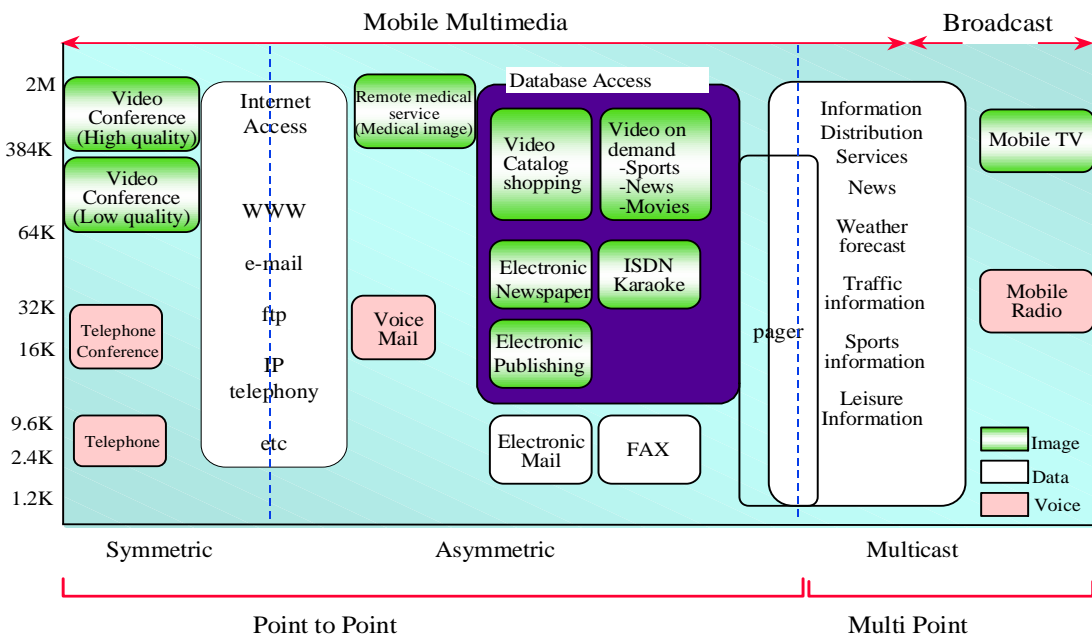 Mobile Multimedia
Broadcast
2M
384K
64K
32K
16K
9.6K
2.4K
1.2K
Video
Conference
(High quality)
Video
Conference
(Low quality)
Telephone
Conference
Telephone
Internet
Access
WWW
e-mail
ftp
IP
telephony
etc
Remote medical
service
(Medical image)
Voice
Mail
Database Access
Video
Catalog
shopping
Video on
demand
-Sports
-News
-Movies
Electronic
Newspaper
ISDN
Karaoke
Electronic
Publishing
Electronic
Mail
FAX
pager
Information
Distribution
Services
News
Weather
forecast
Traffic
information
Sports
information
Leisure
Information
Mobile TV
Mobile
Radio
Image
Data
Voice
Symmetric
Asymmetric
Multicast
Point to Point
Multi Point